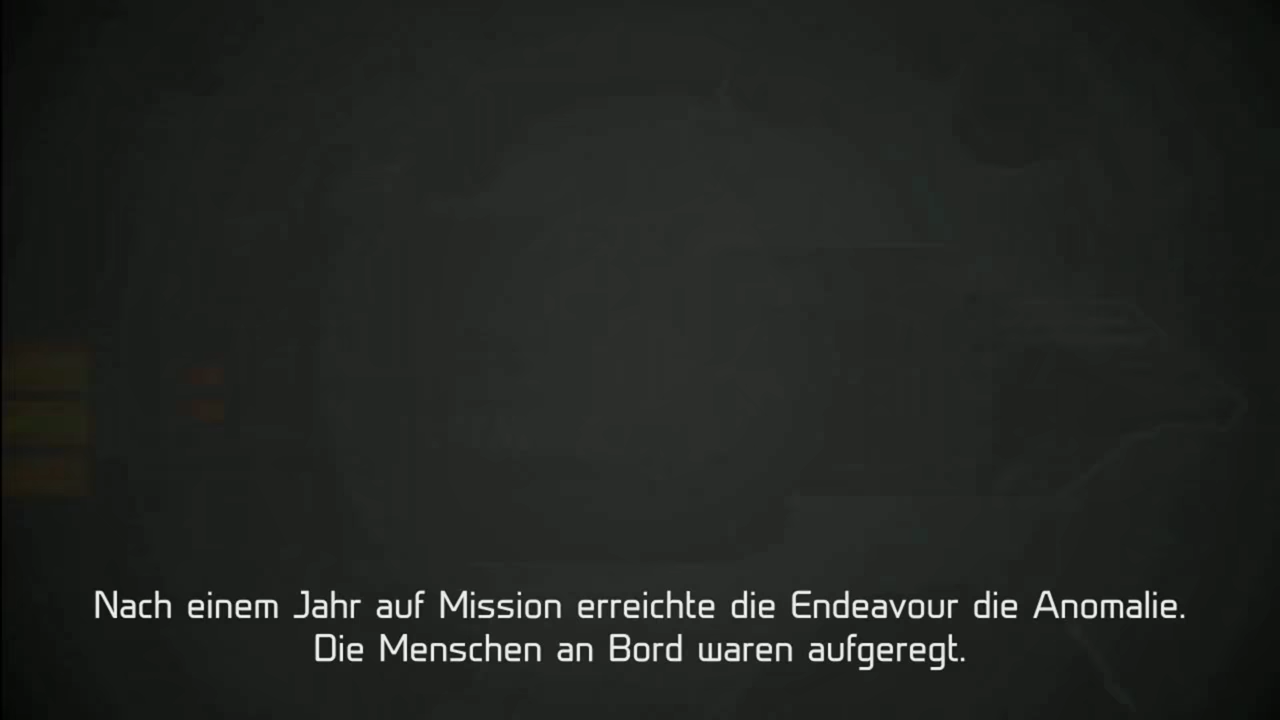 Nach einem Jahr auf Mission erreichte die Endeavour die Anomalie.
Die Menschen an Bord waren aufgeregt.